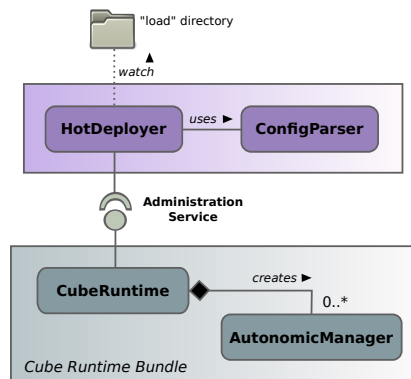 "load" directory
watch
HotDeployer
uses
ConfigParser
Administration
Service
CubeRuntime
creates
0..*
AutonomicManager
Cube Runtime Bundle